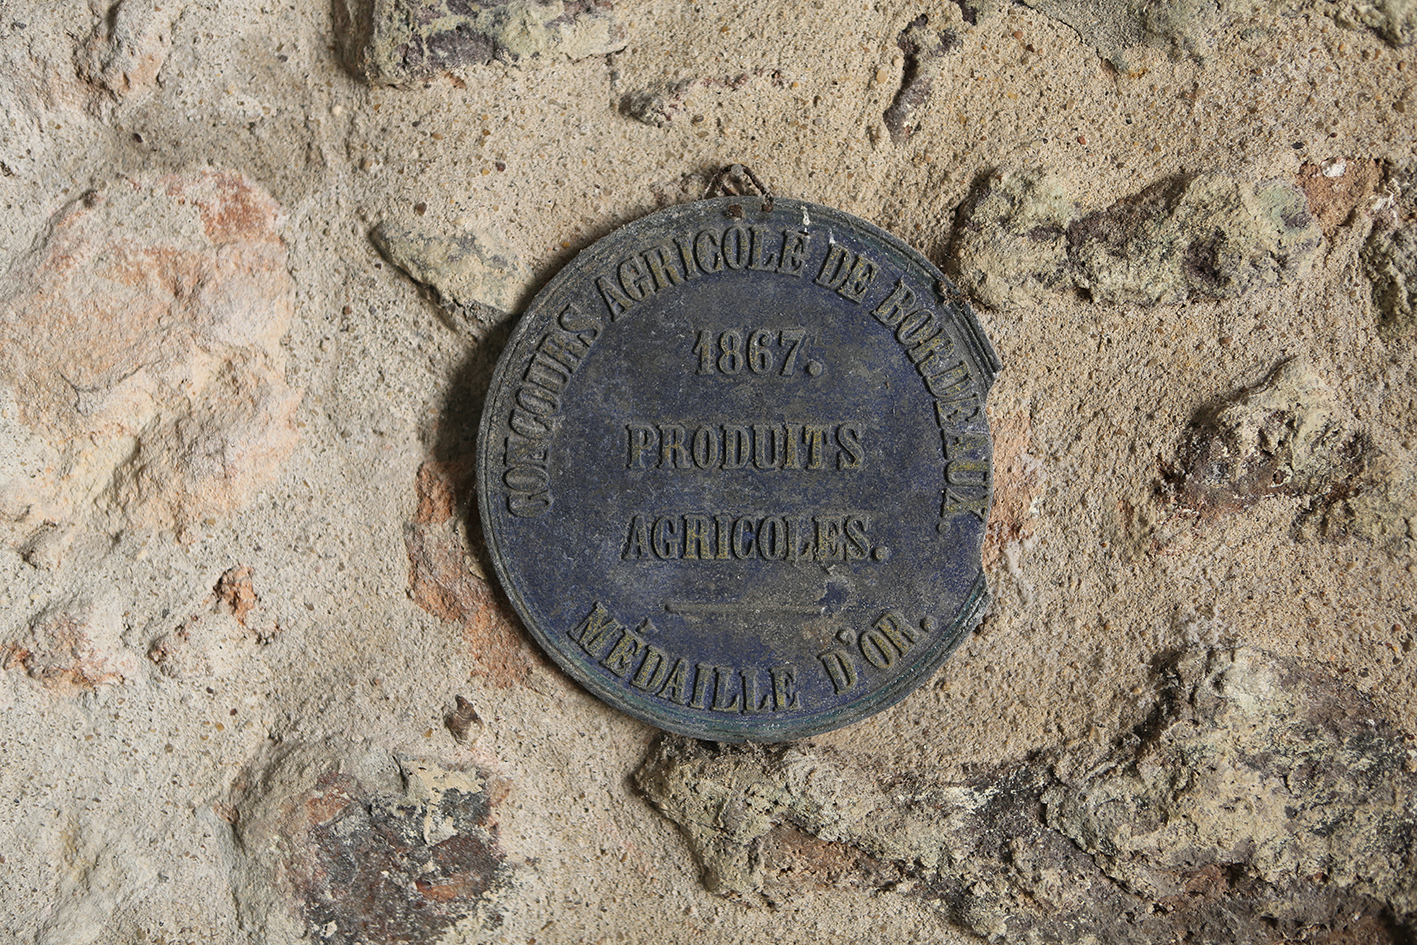 CONCOURS AGRICOLE DE BORDEAUX.
1867.
PRODUITS
AGRICOLES.
MÉDAILLE D'OR.